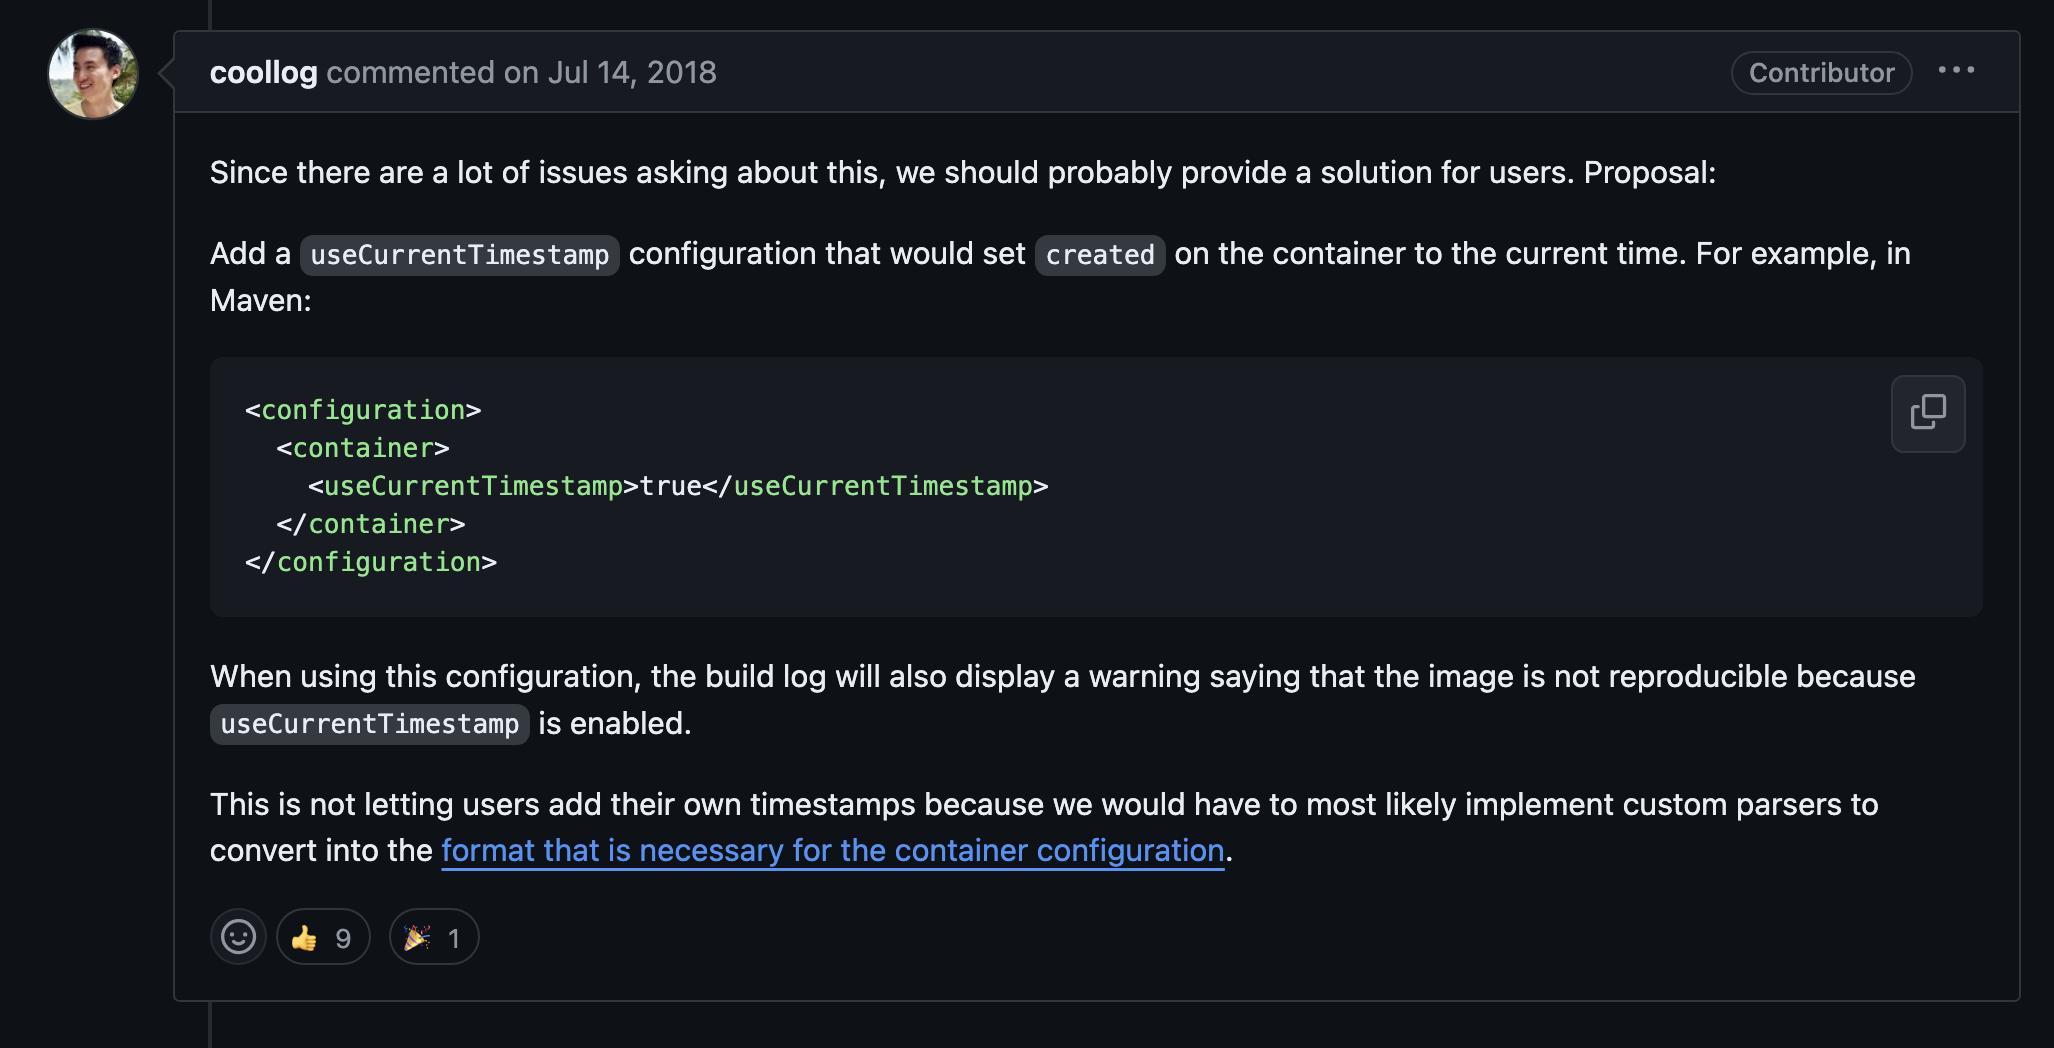 coollog commented on Jul 14, 2018
Contributor
Since there are a lot of issues asking about this, we should probably provide a solution for users. Proposal:
Add a useCurrentTimestamp configuration that would set created on the container to the current time. For example, in
Maven:
<configuration>
  <container>
    <useCurrentTimestamp>true</useCurrentTimestamp>
  </container>
</configuration>
When using this configuration, the build log will also display a warning saying that the image is not reproducible because
useCurrentTimestamp is enabled.
This is not letting users add their own timestamps because we would have to most likely implement custom parsers to
convert into the format that is necessary for the container configuration.
👍 9 🎉 1